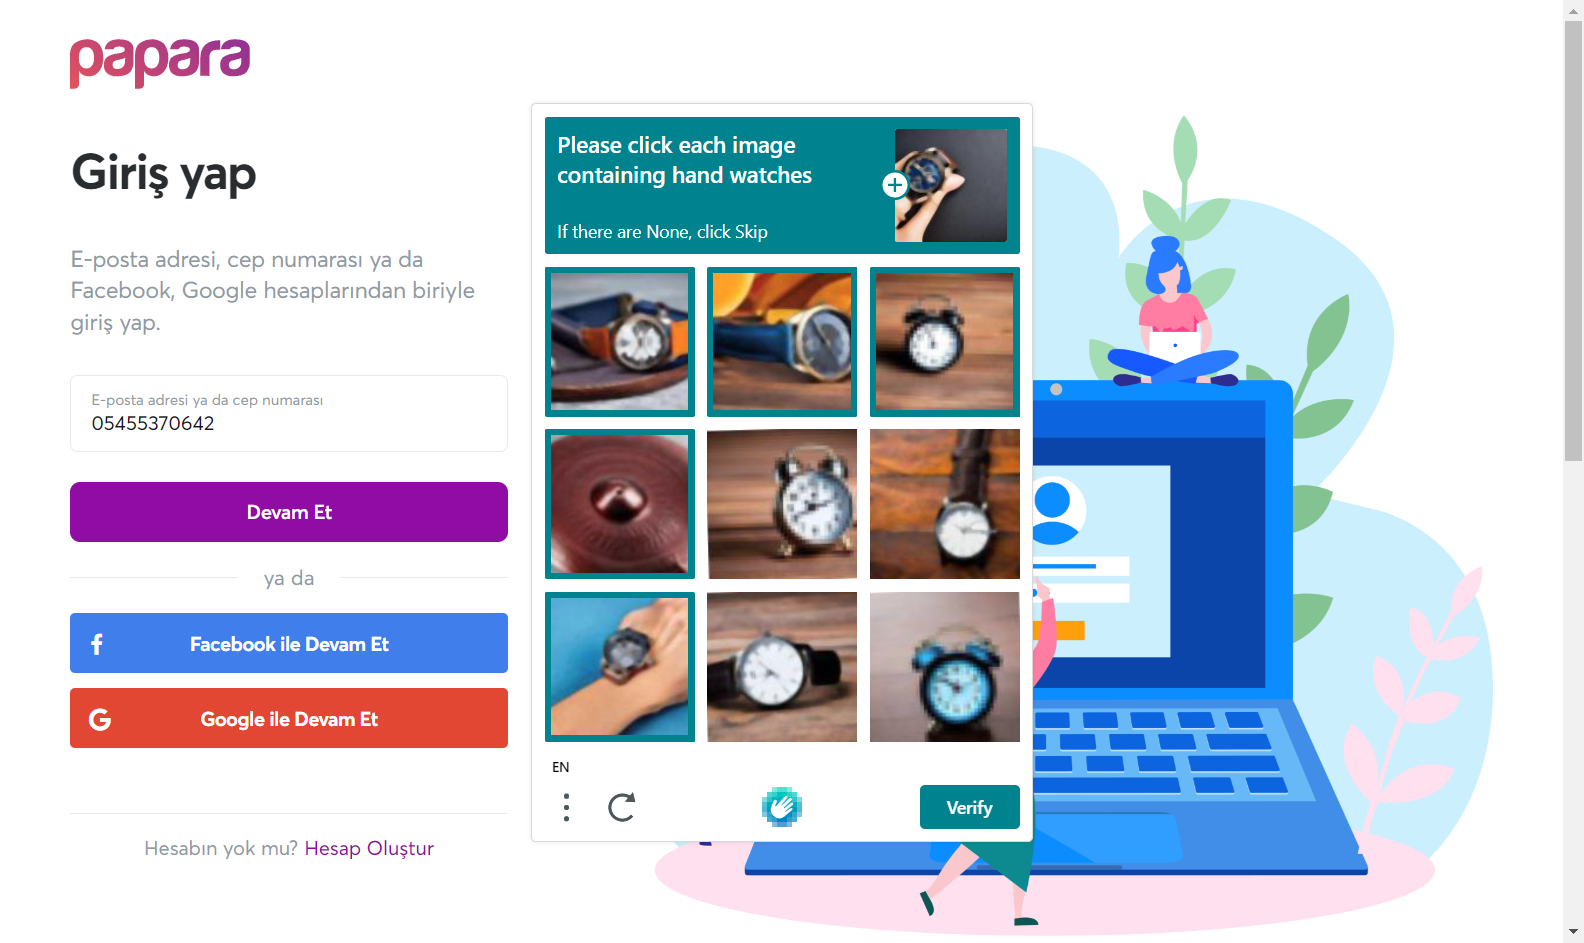 papara
Giriş yap
E-posta adresi, cep numarası ya da
Facebook, Google hesaplarından biriyle
giriş yap.
E-posta adresi ya da cep numarası
05455370642
Devam Et
ya da
Facebook ile Devam Et
Google ile Devam Et
Hesabın yok mu? Hesap Oluştur
Please click each image
containing hand watches
If there are None, click Skip
EN
Verify